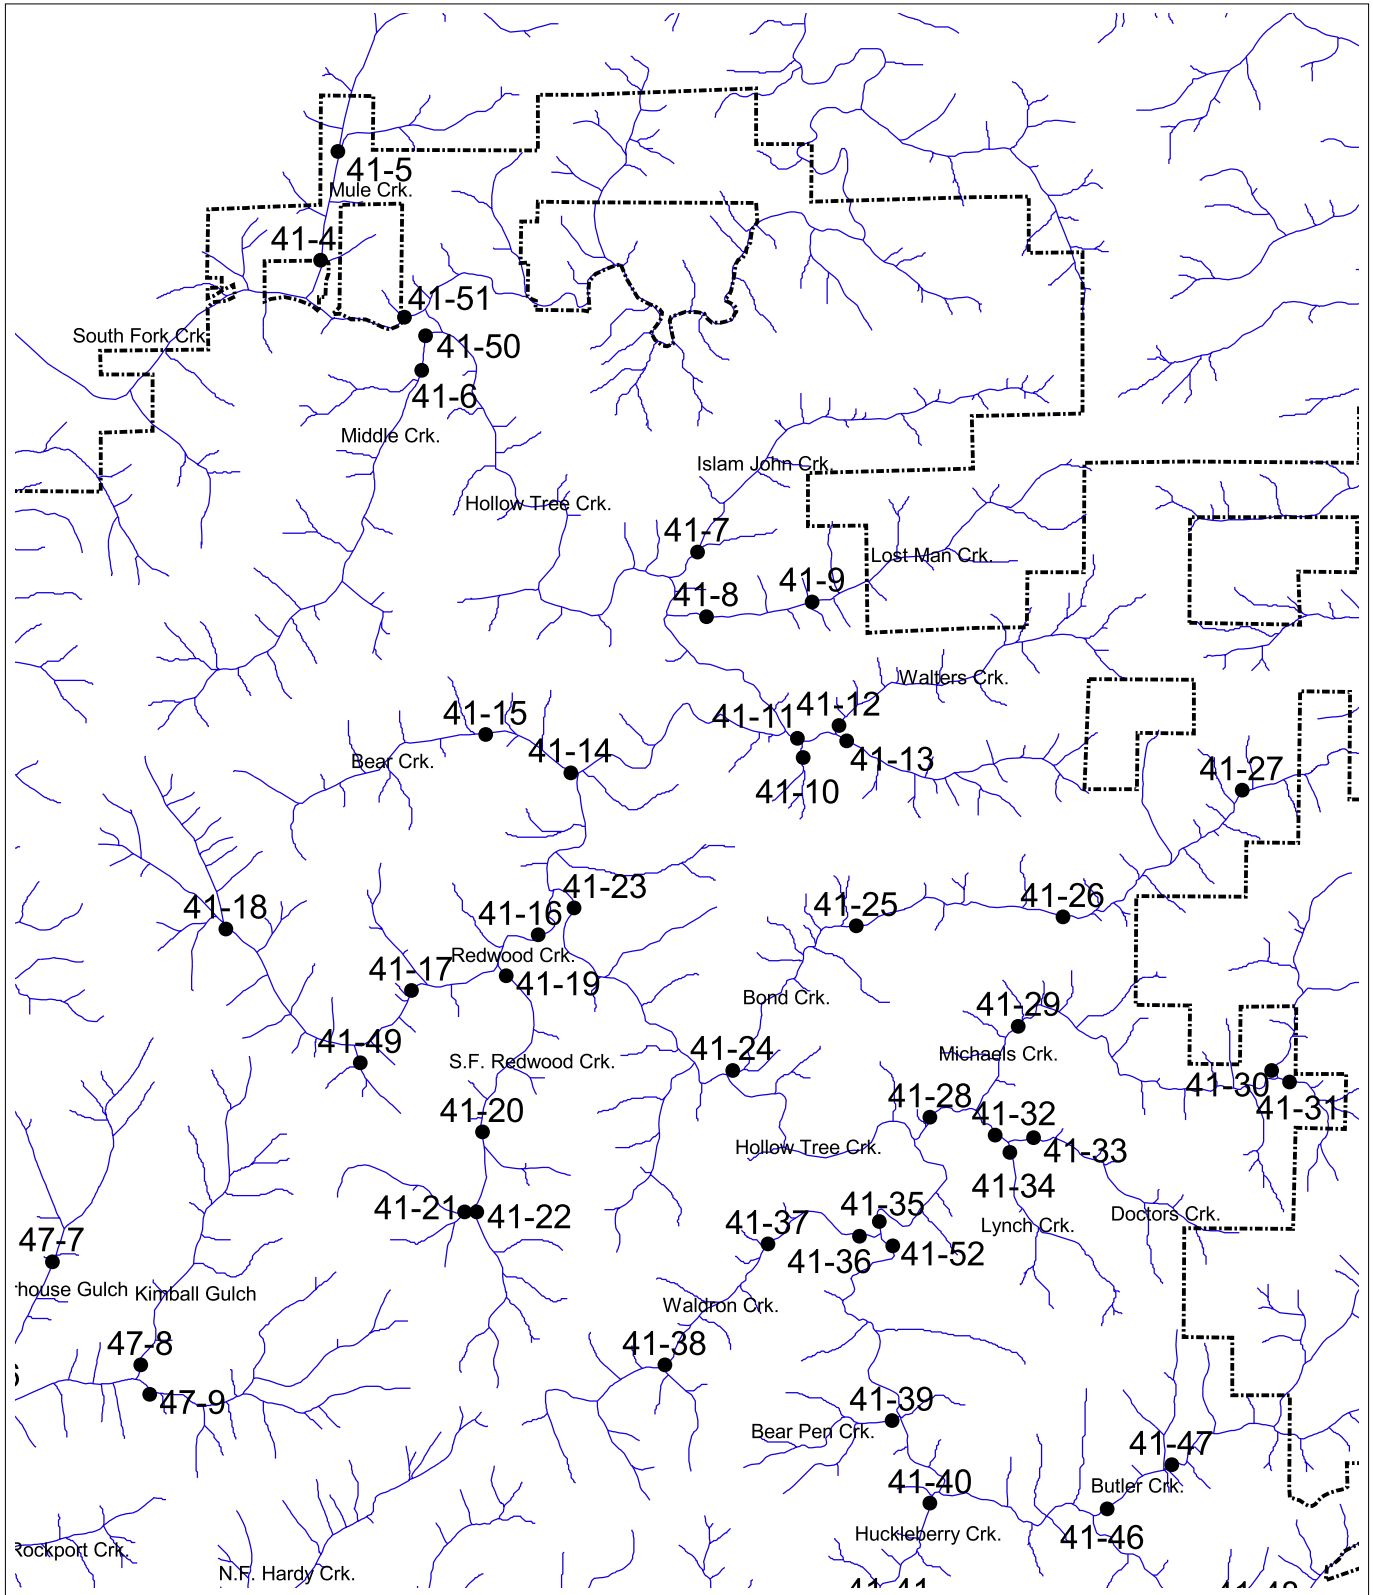 41-5
Mule Crk.
41-4
41-51
South Fork Crk.
41-50
41-6
Middle Crk.
Islam John Crk.
Hollow Tree Crk.
41-7
Lost Man Crk.
41-9
41-8
Walters Crk.
41-12
41-15
41-11
41-14
41-13
Bear Crk.
41-27
41-10
41-23
41-26
41-25
41-18
41-16
Redwood Crk.
41-17
41-19
Bond Crk.
41-29
41-49
41-24
Michaels Crk.
S.F. Redwood Crk.
41-30
41-28
41-31
41-20
41-32
Hollow Tree Crk.
41-33
41-34
41-35
41-21
41-22
Doctors Crk.
Lynch Crk.
41-37
47-7
41-52
41-36
house Gulch
Kimball Gulch
Waldron Crk.
47-8
41-38
47-9
41-39
Bear Pen Crk.
41-47
41-40
Butler Crk.
Huckleberry Crk.
41-46
Rockport Crk.
N.F. Hardy Crk.